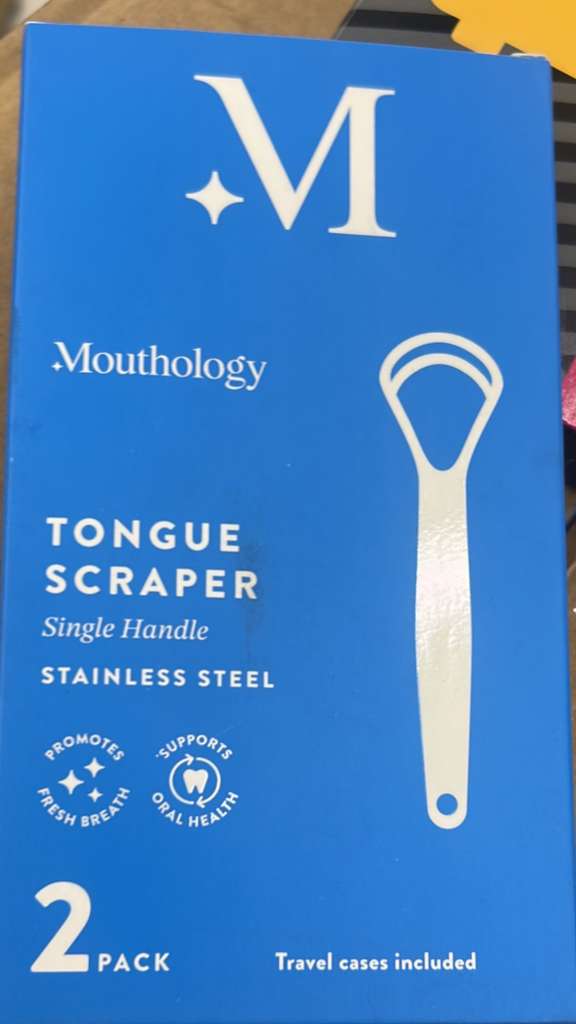 M
Mouthology
TONGUE
SCRAPER
Single Handle
STAINLESS STEEL
PROMOTES
FRESH BREATH
SUPPORTS
ORAL HEALTH
2 PACK
Travel cases included